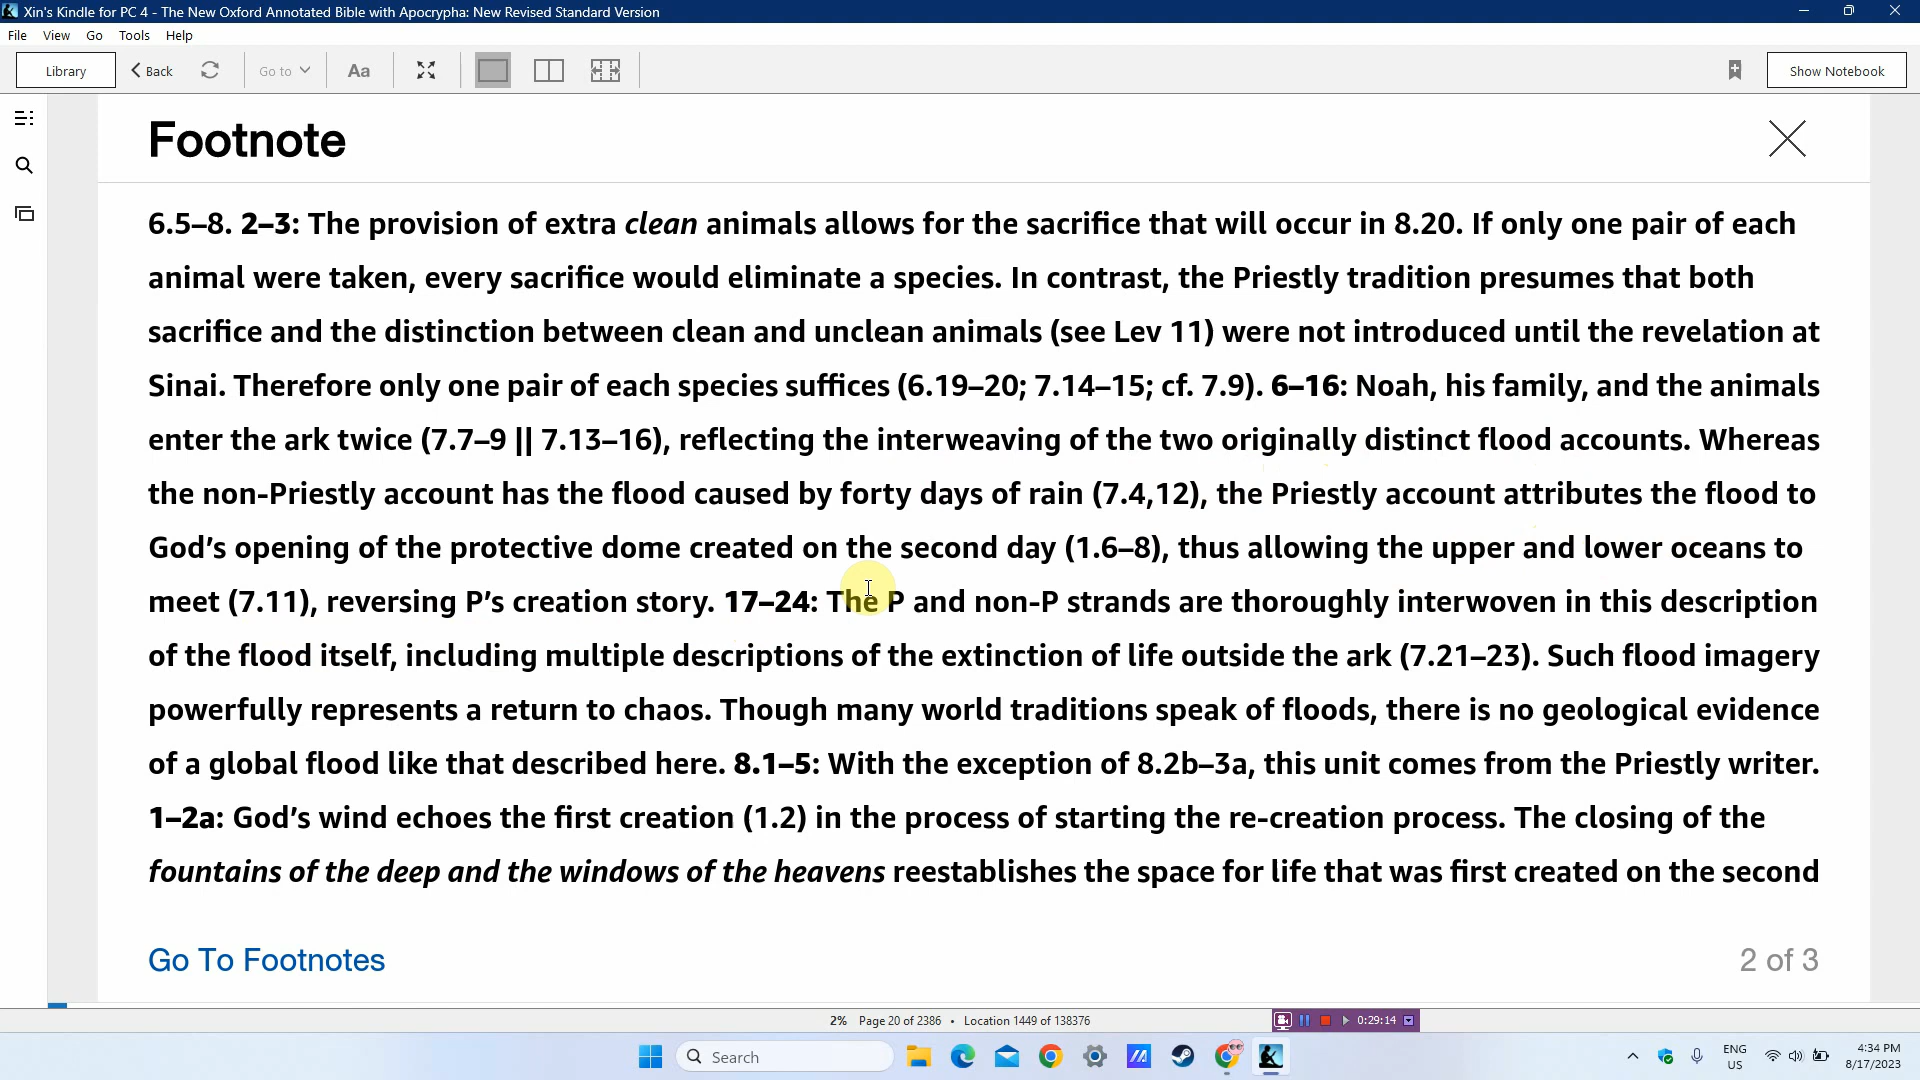 Xin's Kindle for PC 4 - The New Oxford Annotated Bible with Apocrypha: New Revised Standard Version
File View Go Tools Help
Library Back Go to Aa Show Notebook
Footnote
6.5–8. 2–3: The provision of extra clean animals allows for the sacrifice that will occur in 8.20. If only one pair of each
animal were taken, every sacrifice would eliminate a species. In contrast, the Priestly tradition presumes that both
sacrifice and the distinction between clean and unclean animals (see Lev 11) were not introduced until the revelation at
Sinai. Therefore only one pair of each species suffices (6.19–20; 7.14–15; cf. 7.9). 6–16: Noah, his family, and the animals
enter the ark twice (7.7–9 || 7.13–16), reflecting the interweaving of the two originally distinct flood accounts. Whereas
the non-Priestly account has the flood caused by forty days of rain (7.4,12), the Priestly account attributes the flood to
God’s opening of the protective dome created on the second day (1.6–8), thus allowing the upper and lower oceans to
meet (7.11), reversing P’s creation story. 17–24: The P and non-P strands are thoroughly interwoven in this description
of the flood itself, including multiple descriptions of the extinction of life outside the ark (7.21–23). Such flood imagery
powerfully represents a return to chaos. Though many world traditions speak of floods, there is no geological evidence
of a global flood like that described here. 8.1–5: With the exception of 8.2b–3a, this unit comes from the Priestly writer.
1–2a: God’s wind echoes the first creation (1.2) in the process of starting the re-creation process. The closing of the
fountains of the deep and the windows of the heavens reestablishes the space for life that was first created on the second
Go To Footnotes 2 of 3
2% Page 20 of 2386 • Location 1449 of 138376 0:29:14
Search ENG 4:34 PM
US 8/17/2023